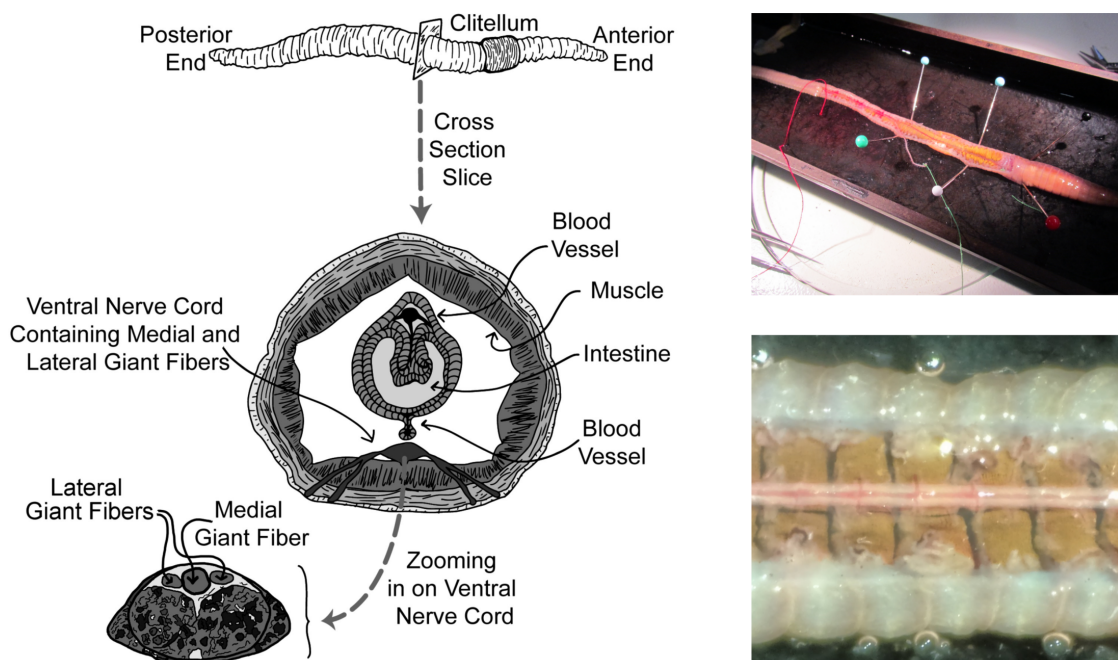 Posterior
End
Clitellum
Anterior
End
Cross
Section
Slice
Blood
Vessel
Muscle
Ventral Nerve Cord
Containing Medial and
Lateral Giant Fibers
Intestine
Blood
Vessel
Lateral
Giant Fibers
Medial
Giant Fiber
Zooming
in on Ventral
Nerve Cord